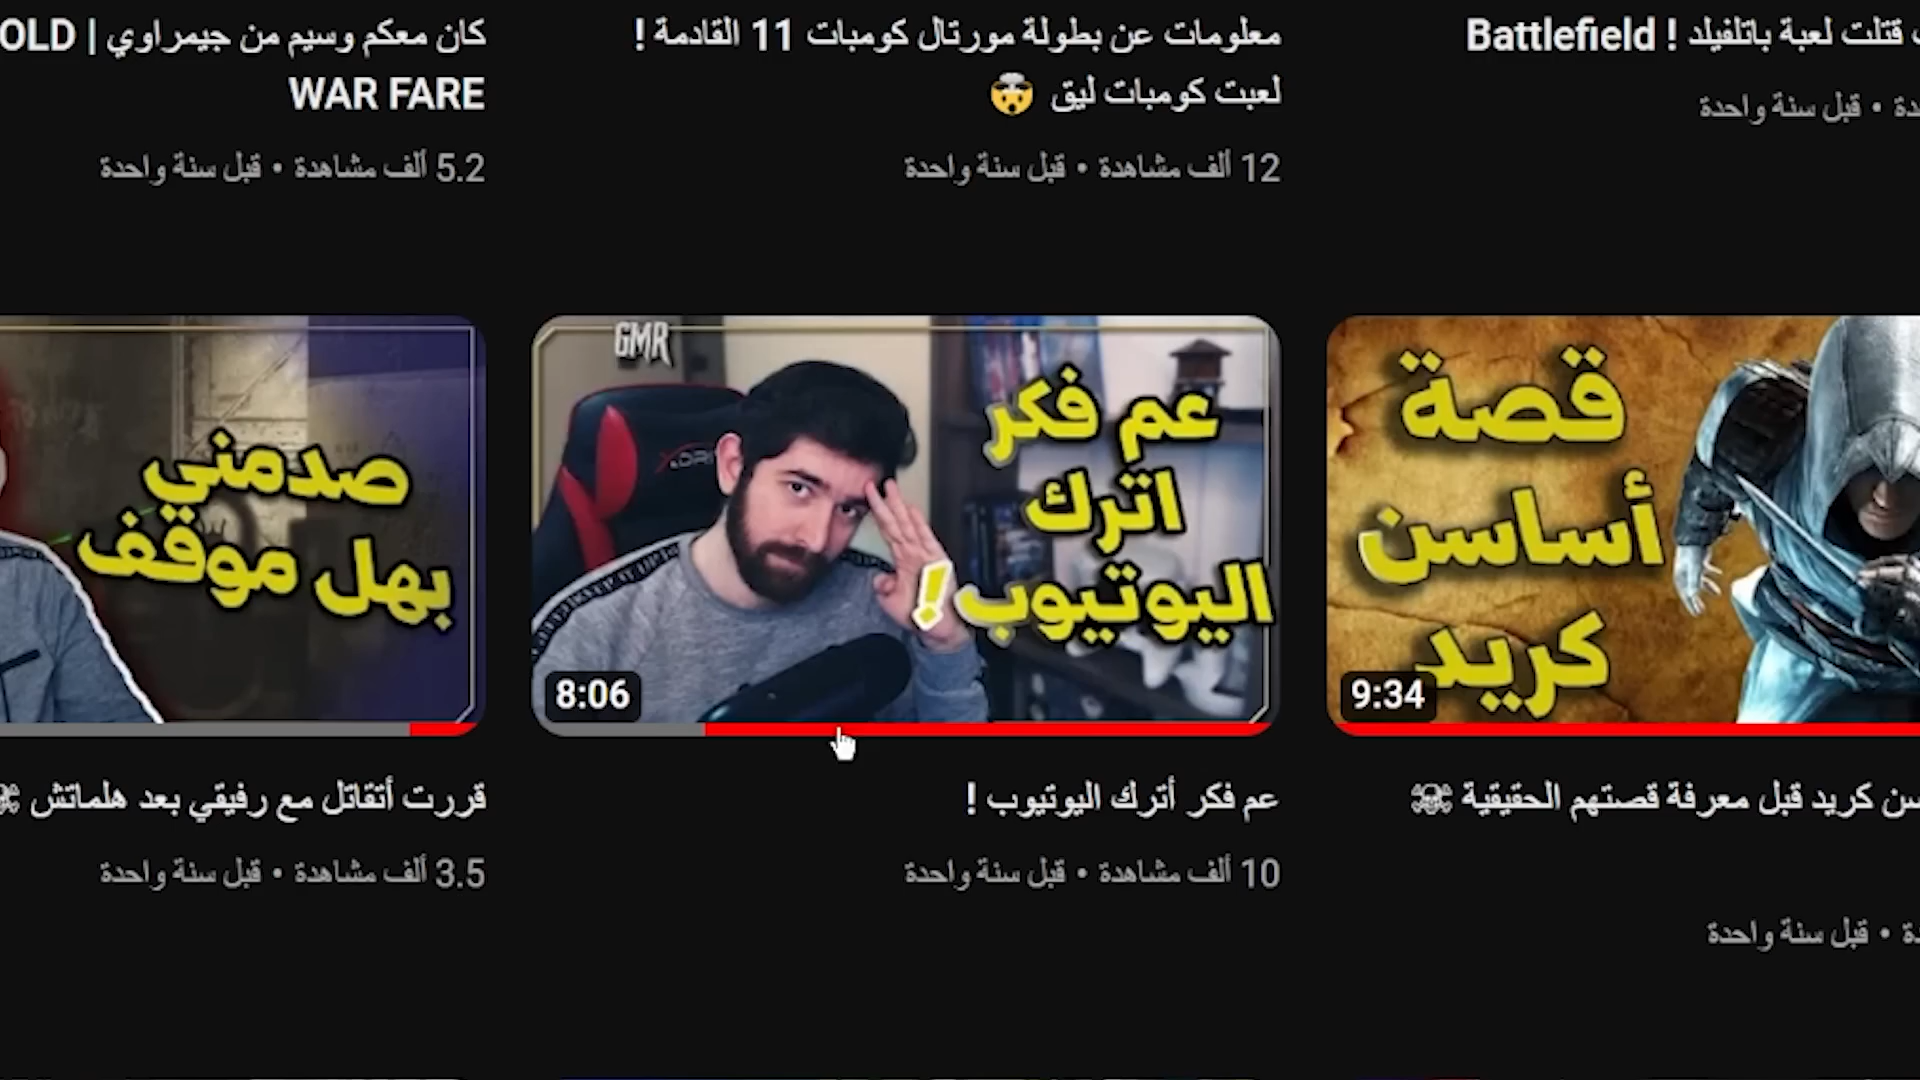 قتلت لعبة باتلفيلد ! Battlefield
قبل سنة واحدة
معلومات عن بطولة مورتال كومبات 11 القادمة !
لعبت كومبات ليق 🤯
12 ألف مشاهدة • قبل سنة واحدة
كان معكم وسيم من جيمراوي | OLD
WAR FARE
5.2 ألف مشاهدة • قبل سنة واحدة
قصة
أساسن
كريد
9:34
كريد قبل معرفة قصتهم الحقيقية ☠
قبل سنة واحدة
GMR
عم فكر
اترك
اليوتيوب!
8:06
عم فكر أترك اليوتيوب !
10 ألف مشاهدة • قبل سنة واحدة
صدمني
بهل موقف
قررت أتقاتل مع رفيقي بعد هلماتش ☠
3.5 ألف مشاهدة • قبل سنة واحدة